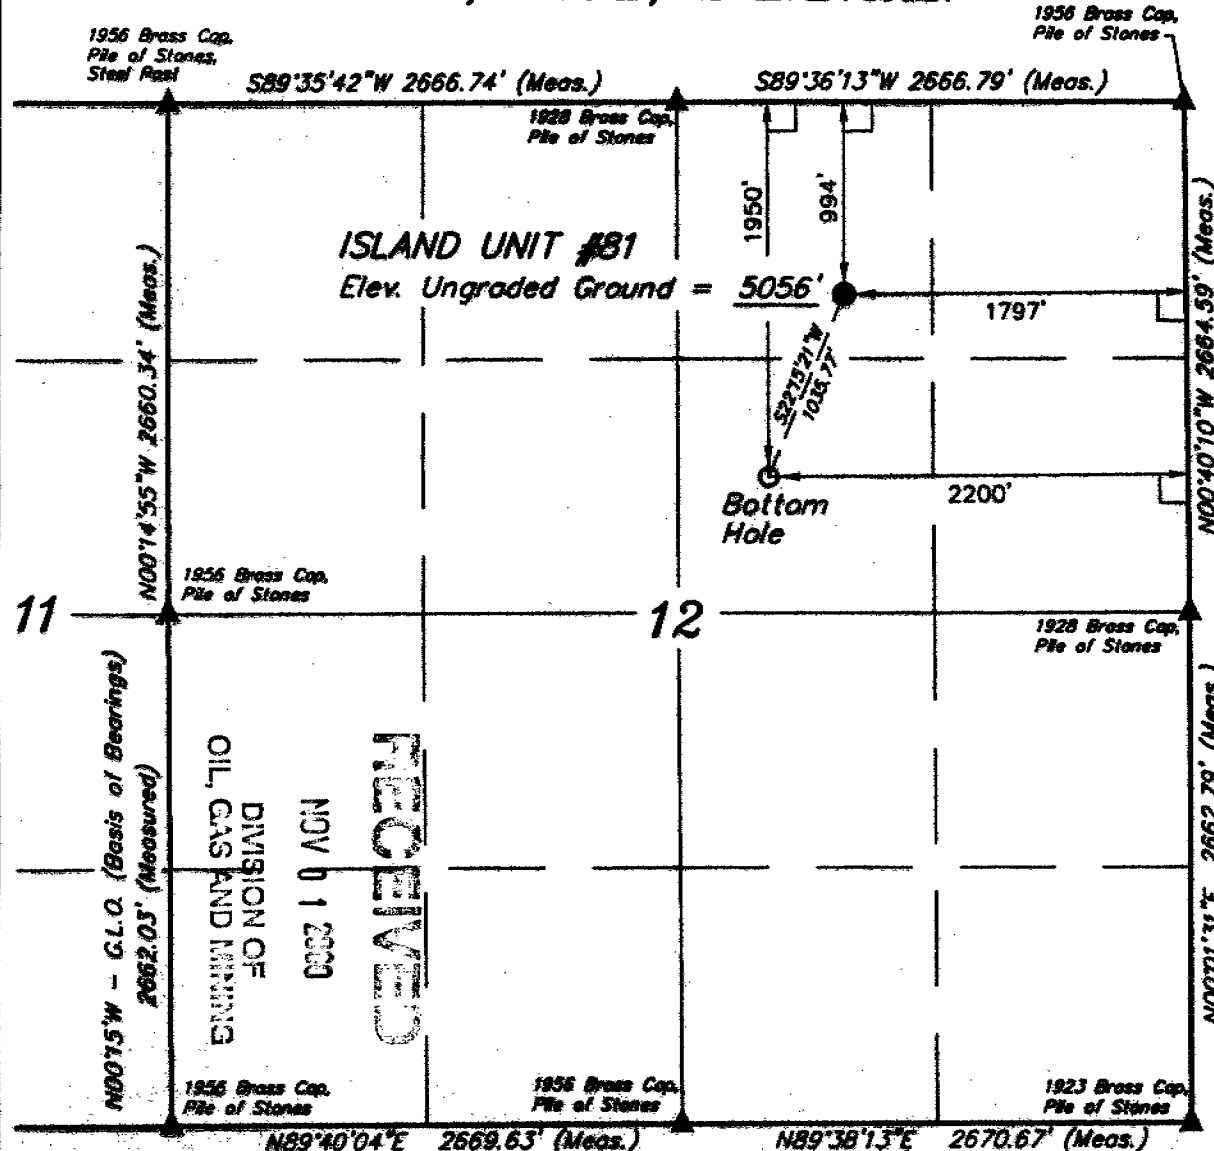 1956 Brass Cap,
Pile of Stones,
Steel Post
1956 Brass Cap,
Pile of Stones
S89°35'42"W 2666.74' (Meas.)
S89°36'13"W 2666.79' (Meas.)
1928 Brass Cap,
Pile of Stones
1950'
994'
ISLAND UNIT #81
Elev. Ungraded Ground = 5056'
1797'
S22°15'21"W
1035.77'
N00°14'55"W 2660.34' (Meas.)
N00°40'10"W 2664.59' (Meas.)
2200'
Bottom
Hole
1956 Brass Cap,
Pile of Stones
11
12
1928 Brass Cap,
Pile of Stones
N00°15'W - G.L.O. (Basis of Bearings)
2662.03' (Measured)
RECEIVED
NOV 01 2000
DIVISION OF
OIL, GAS AND MINING
2662.79' (Meas.)
1956 Brass Cap,
Pile of Stones
1956 Brass Cap,
Pile of Stones
1923 Brass Cap,
Pile of Stones
N89°40'04"E 2669.63' (Meas.)
N89°38'13"E 2670.67' (Meas.)